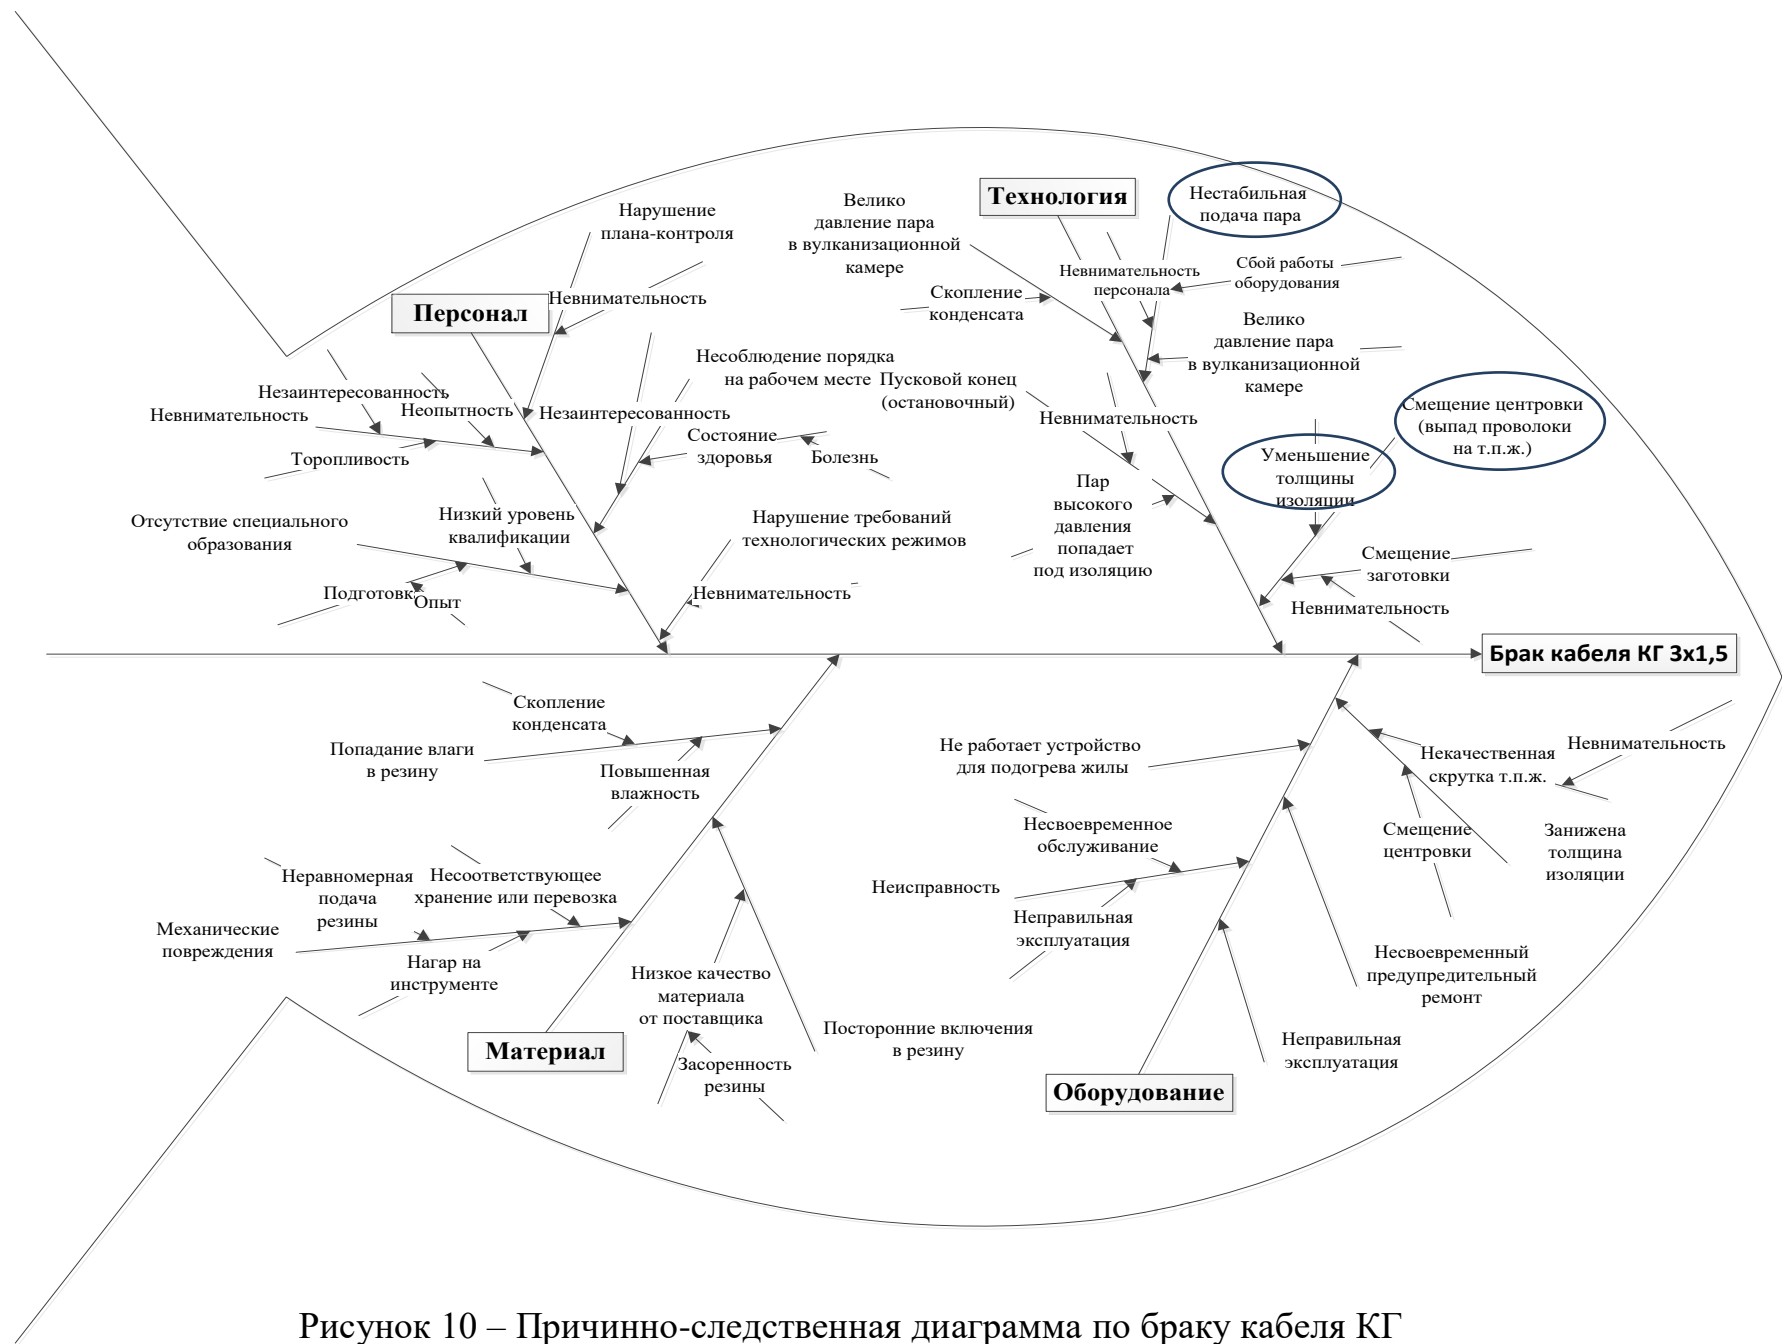 Технология
Нестабильная
подача пара
Велико
давление пара
в вулканизационной
камере
Нарушение
плана-контроля
Невнимательность
персонала
Сбой работы
оборудования
Скопление
конденсата
Невнимательность
Персонал
Велико
давление пара
в вулканизационной
камере
Несоблюдение порядка
на рабочем месте
Пусковой конец
(остановочный)
Незаинтересованность
Невнимательность
Неопытность
Незаинтересованность
Невнимательность
Смещение центровки
(выпад проволоки
на т.п.ж.)
Торопливость
Состояние
здоровья
Болезнь
Уменьшение
толщины
изоляции
Пар
высокого
давления
попадает
под изоляцию
Отсутствие специального
образования
Низкий уровень
квалификации
Нарушение требований
технологических режимов
Смещение
заготовки
Подготовка
Опыт
Невнимательность
Невнимательность
Брак кабеля КГ 3х1,5
Скопление
конденсата
Попадание влаги
в резину
Повышенная
влажность
Не работает устройство
для подогрева жилы
Некачественная
скрутка т.п.ж.
Невнимательность
Несвоевременное
обслуживание
Смещение
центровки
Занижена
толщина
изоляции
Неравномерная
подача
резины
Несоответствующее
хранение или перевозка
Неисправность
Механические
повреждения
Неправильная
эксплуатация
Нагар на
инструменте
Низкое качество
материала
от поставщика
Несвоевременный
предупредительный
ремонт
Материал
Засоренность
резины
Посторонние включения
в резину
Неправильная
эксплуатация
Оборудование
Рисунок 10 – Причинно-следственная диаграмма по браку кабеля КГ